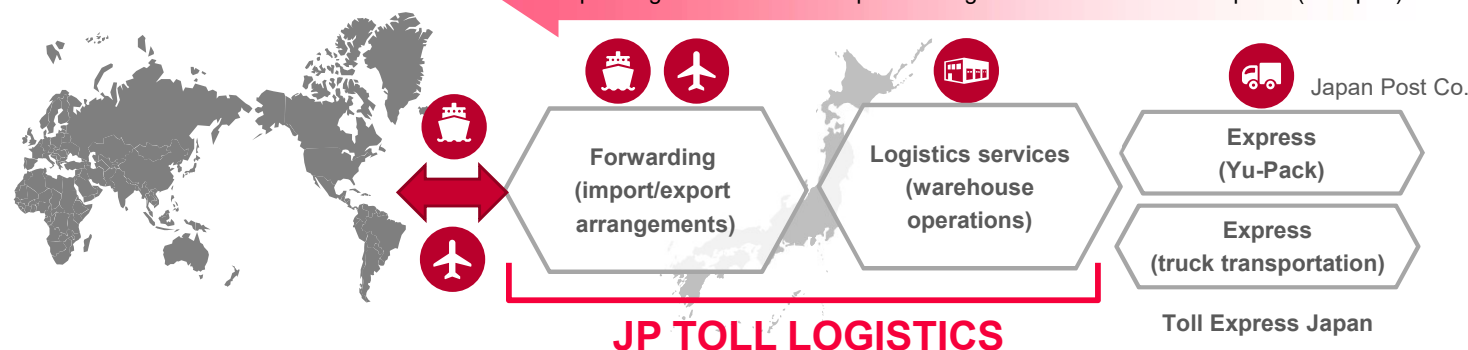 Japan Post Co.
Forwarding
(import/export
arrangements)
Logistics services
(warehouse
operations)
Express
(Yu-Pack)
Express
(truck transportation)
Toll Express Japan
JP TOLL LOGISTICS